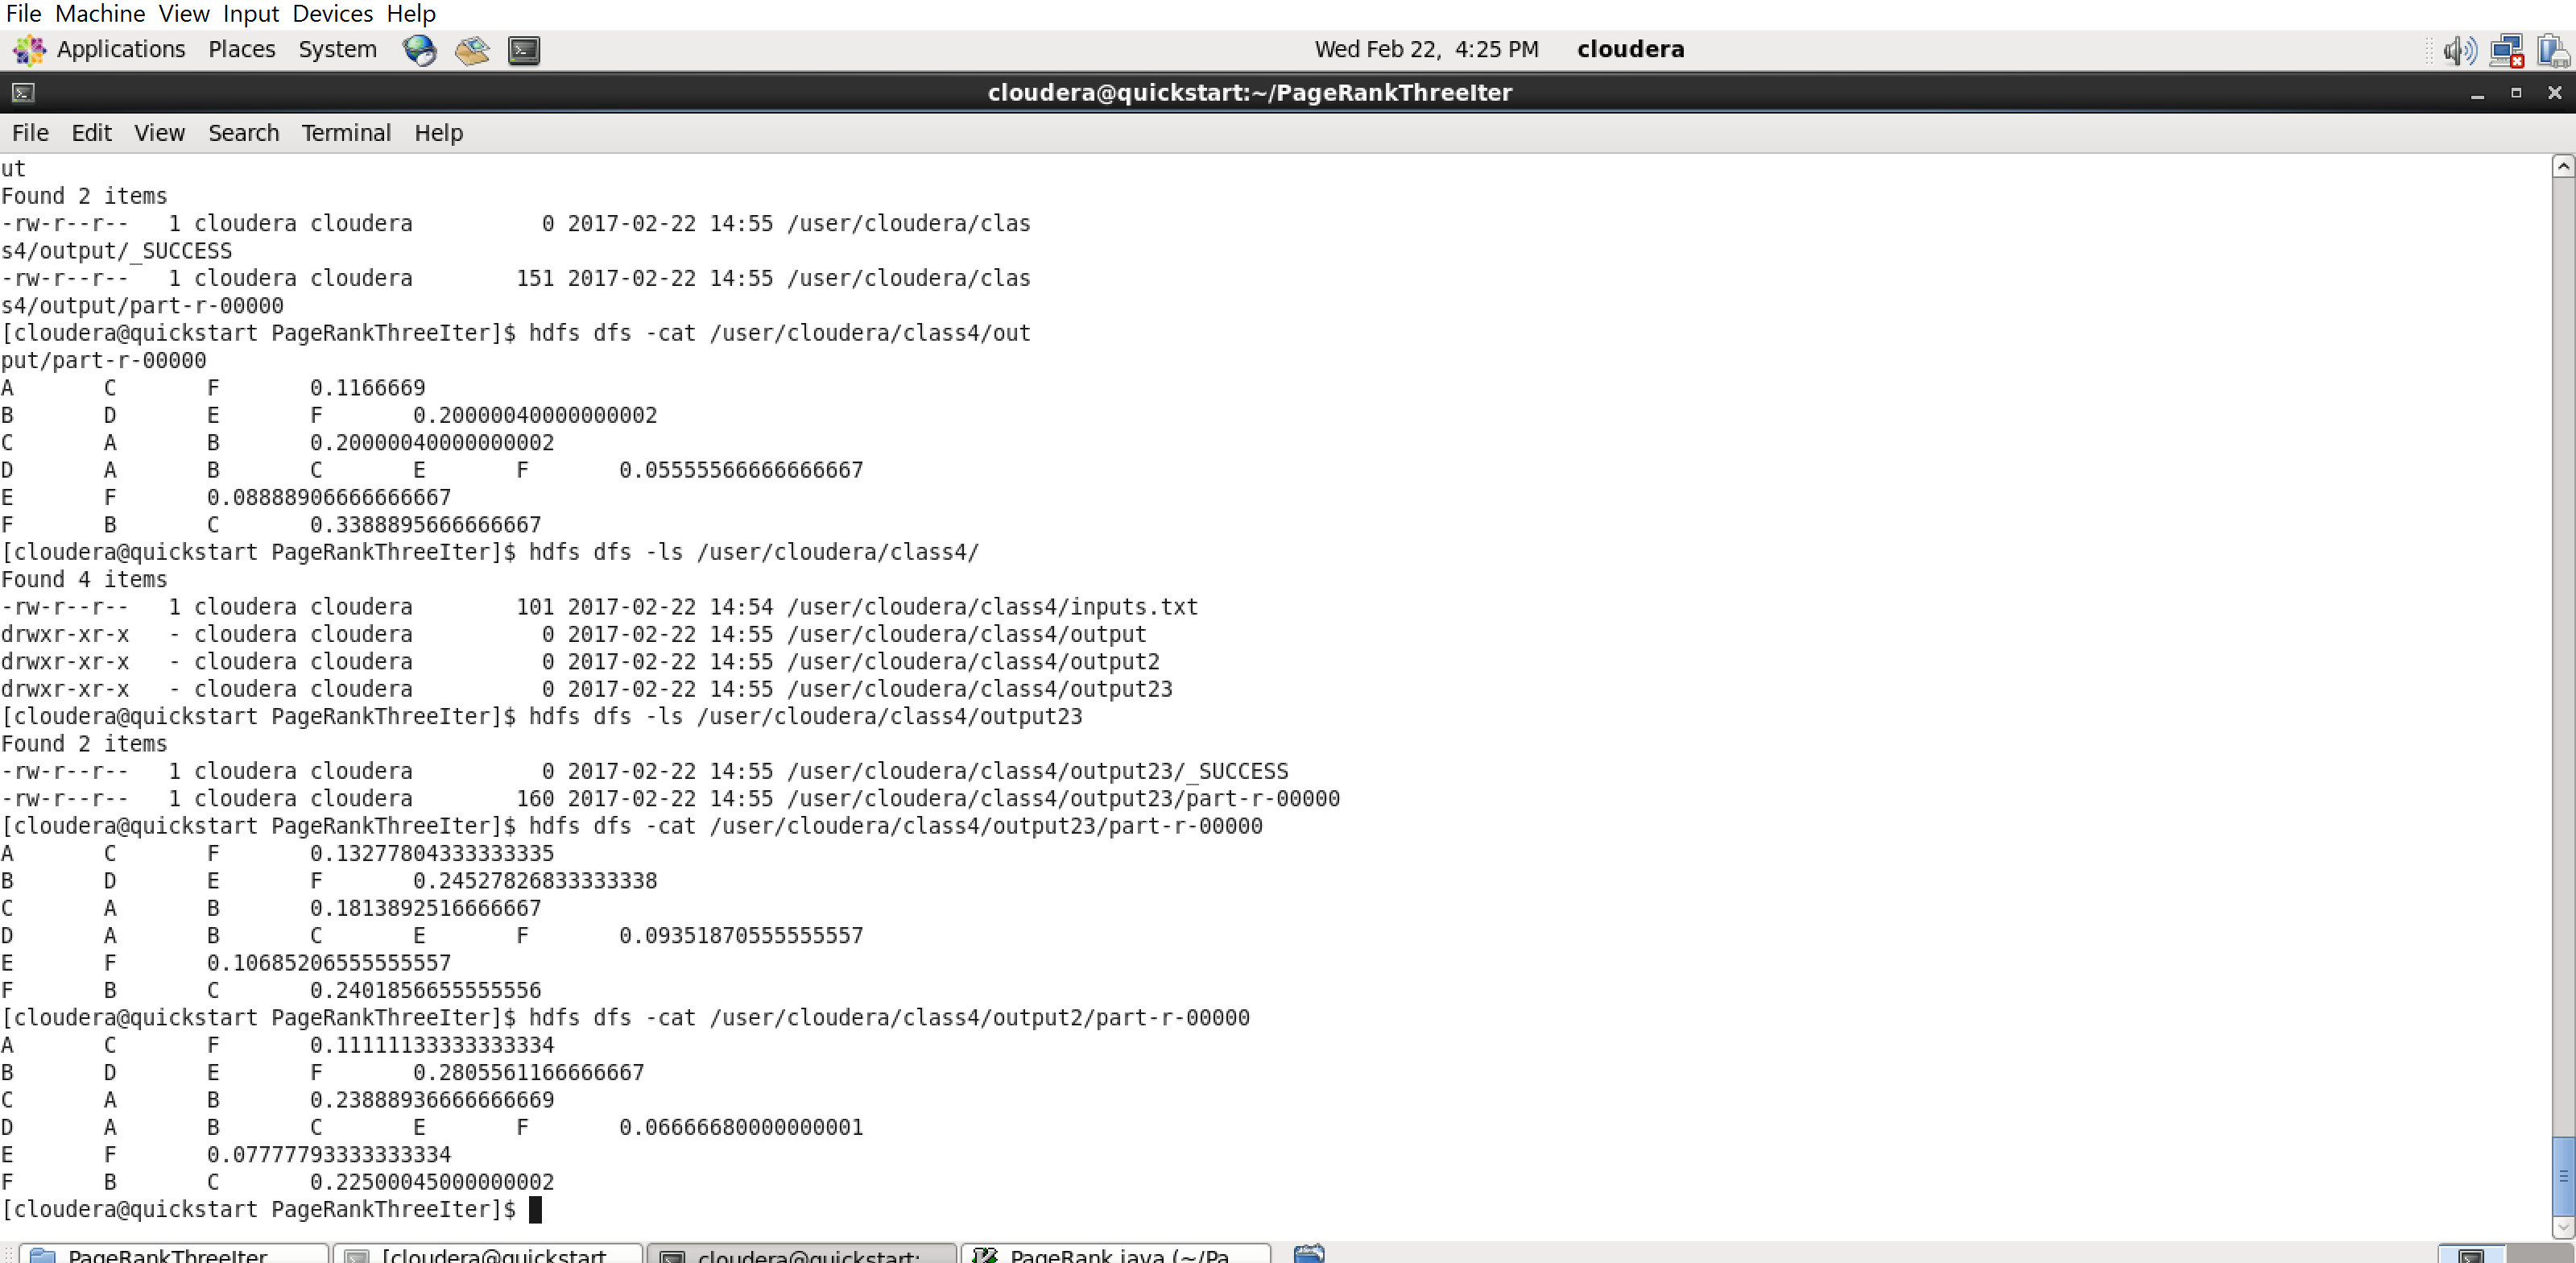 File Machine View Input Devices Help
Applications Places System Wed Feb 22, 4:25 PM cloudera
cloudera@quickstart:~/PageRankThreeIter
File Edit View Search Terminal Help
ut
Found 2 items
-rw-r--r-- 1 cloudera cloudera 0 2017-02-22 14:55 /user/cloudera/clas
s4/output/_SUCCESS
-rw-r--r-- 1 cloudera cloudera 151 2017-02-22 14:55 /user/cloudera/clas
s4/output/part-r-00000
[cloudera@quickstart PageRankThreeIter]$ hdfs dfs -cat /user/cloudera/class4/out
put/part-r-00000
A C F 0.1166669
B D E F 0.20000040000000002
C A B 0.20000040000000002
D A B C E F 0.05555566666666667
E F 0.08888906666666667
F B C 0.3388895666666667
[cloudera@quickstart PageRankThreeIter]$ hdfs dfs -ls /user/cloudera/class4/
Found 4 items
-rw-r--r-- 1 cloudera cloudera 101 2017-02-22 14:54 /user/cloudera/class4/inputs.txt
drwxr-xr-x - cloudera cloudera 0 2017-02-22 14:55 /user/cloudera/class4/output
drwxr-xr-x - cloudera cloudera 0 2017-02-22 14:55 /user/cloudera/class4/output2
drwxr-xr-x - cloudera cloudera 0 2017-02-22 14:55 /user/cloudera/class4/output23
[cloudera@quickstart PageRankThreeIter]$ hdfs dfs -ls /user/cloudera/class4/output23
Found 2 items
-rw-r--r-- 1 cloudera cloudera 0 2017-02-22 14:55 /user/cloudera/class4/output23/_SUCCESS
-rw-r--r-- 1 cloudera cloudera 160 2017-02-22 14:55 /user/cloudera/class4/output23/part-r-00000
[cloudera@quickstart PageRankThreeIter]$ hdfs dfs -cat /user/cloudera/class4/output23/part-r-00000
A C F 0.13277804333333335
B D E F 0.24527826833333338
C A B 0.1813892516666667
D A B C E F 0.09351870555555557
E F 0.10685206555555557
F B C 0.2401856655555556
[cloudera@quickstart PageRankThreeIter]$ hdfs dfs -cat /user/cloudera/class4/output2/part-r-00000
A C F 0.11111133333333334
B D E F 0.2805561166666667
C A B 0.23888936666666669
D A B C E F 0.06666680000000001
E F 0.07777793333333334
F B C 0.22500045000000002
[cloudera@quickstart PageRankThreeIter]$
PageRankThreeIter [cloudera@quickstart cloudera@quickstart: PageRank.java (~/Pa